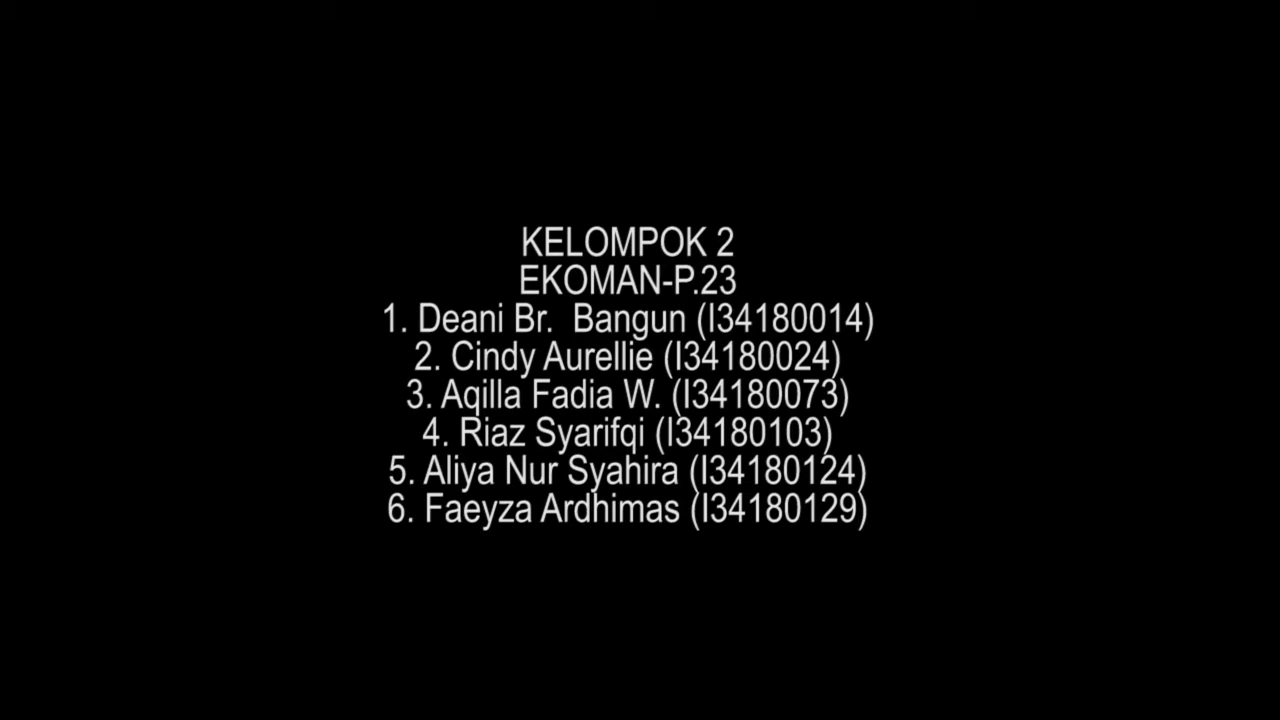 KELOMPOK 2
EKOMAN-P.23
1. Deani Br.  Bangun (I34180014)
2. Cindy Aurellie (I34180024)
3. Aqilla Fadia W. (I34180073)
4. Riaz Syarifqi (I34180103)
5. Aliya Nur Syahira (I34180124)
6. Faeyza Ardhimas (I34180129)